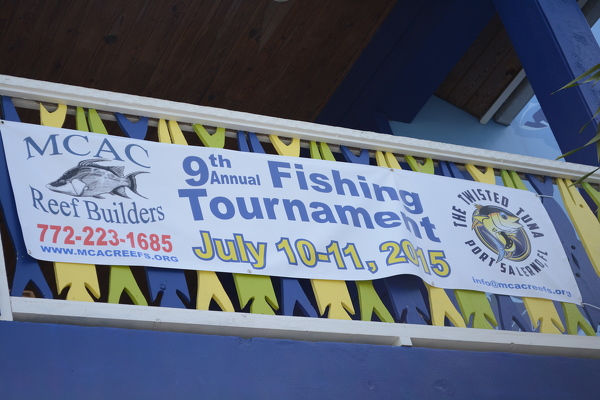 MCAC
Reef Builders
772-223-1685
WWW.MCACREEFS.ORG
9th Annual Fishing
Tournament
July 10-11, 2015
THE TWISTED TUNA
PORT SALERNO, FL
info@mcacreefs.org